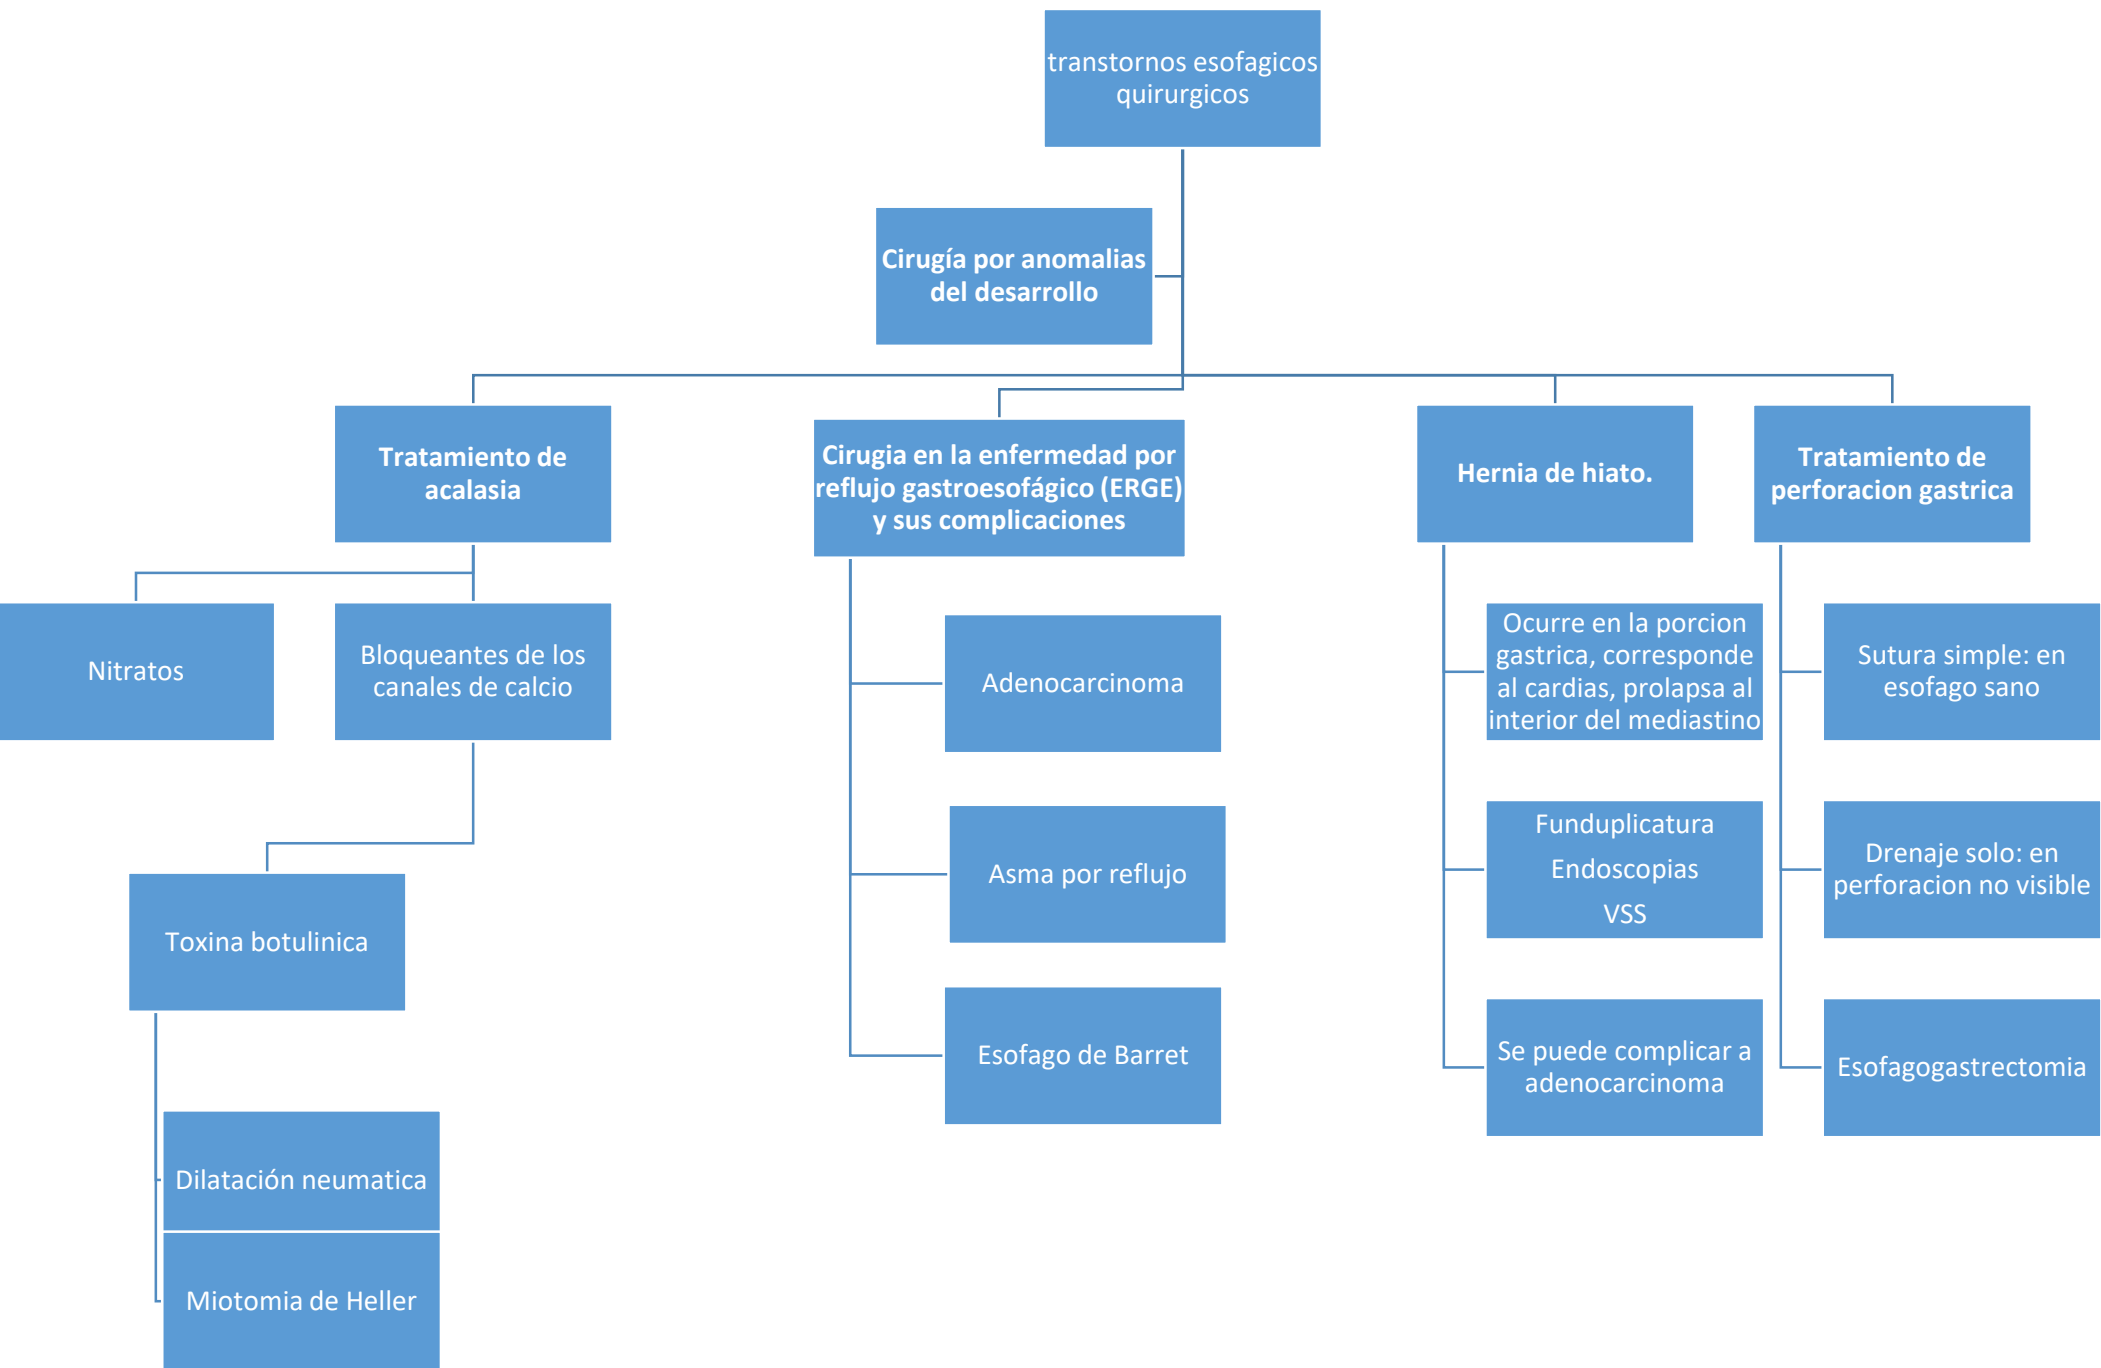 transtornos esofagicos
quirurgicos
Cirugía por anomalias
del desarrollo
Tratamiento de
acalasia
Nitratos
Bloqueantes de los
canales de calcio
Toxina botulinica
Dilatación neumatica
Miotomia de Heller
Cirugia en la enfermedad por
reflujo gastroesofágico (ERGE)
y sus complicaciones
Adenocarcinoma
Asma por reflujo
Esofago de Barret
Hernia de hiato.
Ocurre en la porcion
gastrica, corresponde
al cardias, prolapsa al
interior del mediastino
Funduplicatura
Endoscopias
VSS
Se puede complicar a
adenocarcinoma
Tratamiento de
perforacion gastrica
Sutura simple: en
esofago sano
Drenaje solo: en
perforacion no visible
Esofagogastrectomia